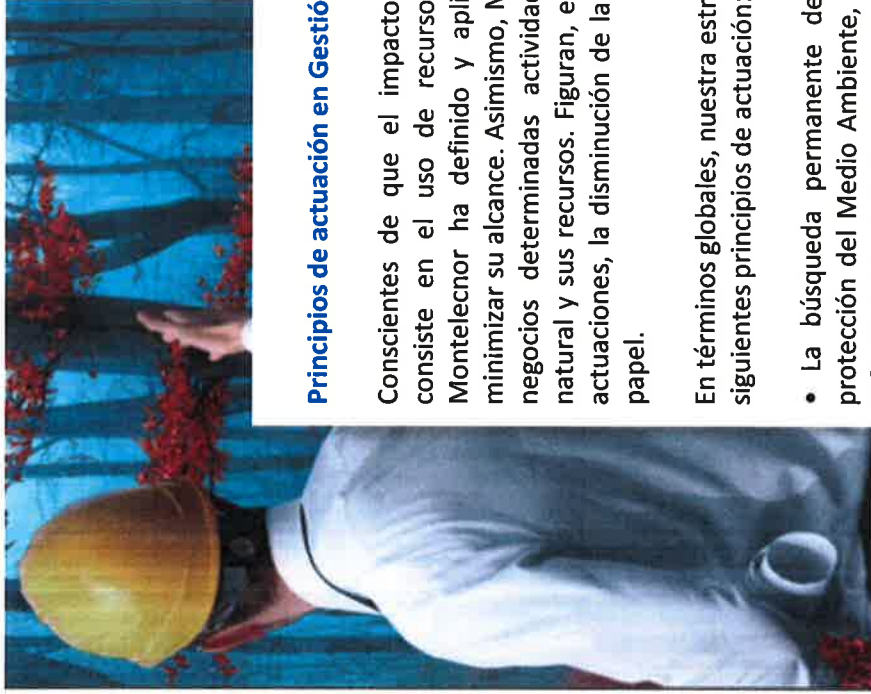 Principios de actuación en Gestió
Conscientes de que el impacto
consiste en el uso de recurso
Montelecnor ha definido y apli
minimizar su alcance. Asimismo,
negocios determinadas actividad
natural y sus recursos. Figuran, e
actuaciones, la disminución de la
papel.
En términos globales, nuestra estr
siguientes principios de actuación:
• La búsqueda permanente de
protección del Medio Ambiente,